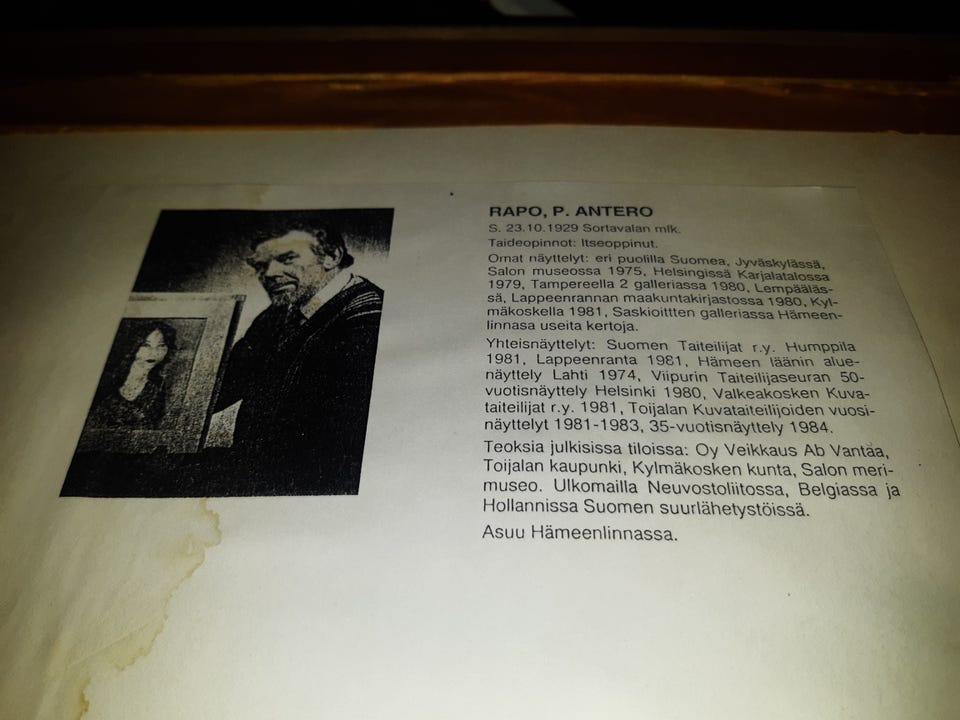 RAPO, P. ANTERO
S. 23.10.1929 Sortavalan mlk.
Taideopinnot: Itseoppinut.
Omat näyttelyt: eri puolilla Suomea, Jyväskylässä,
Salon museossa 1975, Helsingissä Karjalatalossa
1979, Tampereella 2 galleriassa 1980, Lempääläs-
sä, Lappeenrannan maakuntakirjastossa 1980, Kyl-
mäkoskella 1981, Saskioittten galleriassa Hämeen-
linnasa useita kertoja.
Yhteisnäyttelyt: Suomen Taiteilijat r.y. Humppila
1981, Lappeenranta 1981, Hämeen läänin alue-
näyttely Lahti 1974, Viipurin Taiteilijaseuran 50-
vuotisnäyttely Helsinki 1980, Valkeakosken Kuva-
taiteilijat r.y. 1981, Toijalan Kuvataiteilijoiden vuosi-
näyttelyt 1981-1983, 35-vuotisnäyttely 1984.
Teoksia julkisissa tiloissa: Oy Veikkaus Ab Vantaa,
Toijalan kaupunki, Kylmäkosken kunta, Salon meri-
museo. Ulkomailla Neuvostoliitossa, Belgiassa ja
Hollannissa Suomen suurlähetystöissä.
Asuu Hämeenlinnassa.